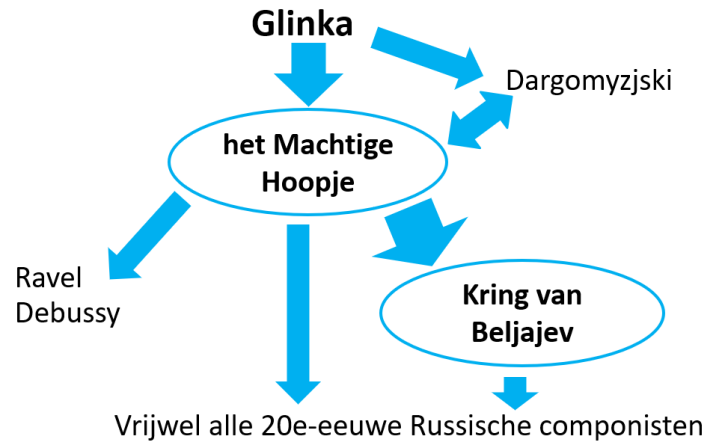 Glinka
Dargomyzjski
het Machtige
Hoopje
Ravel
Debussy
Kring van
Beljajev
Vrijwel alle 20e-eeuwe Russische componisten